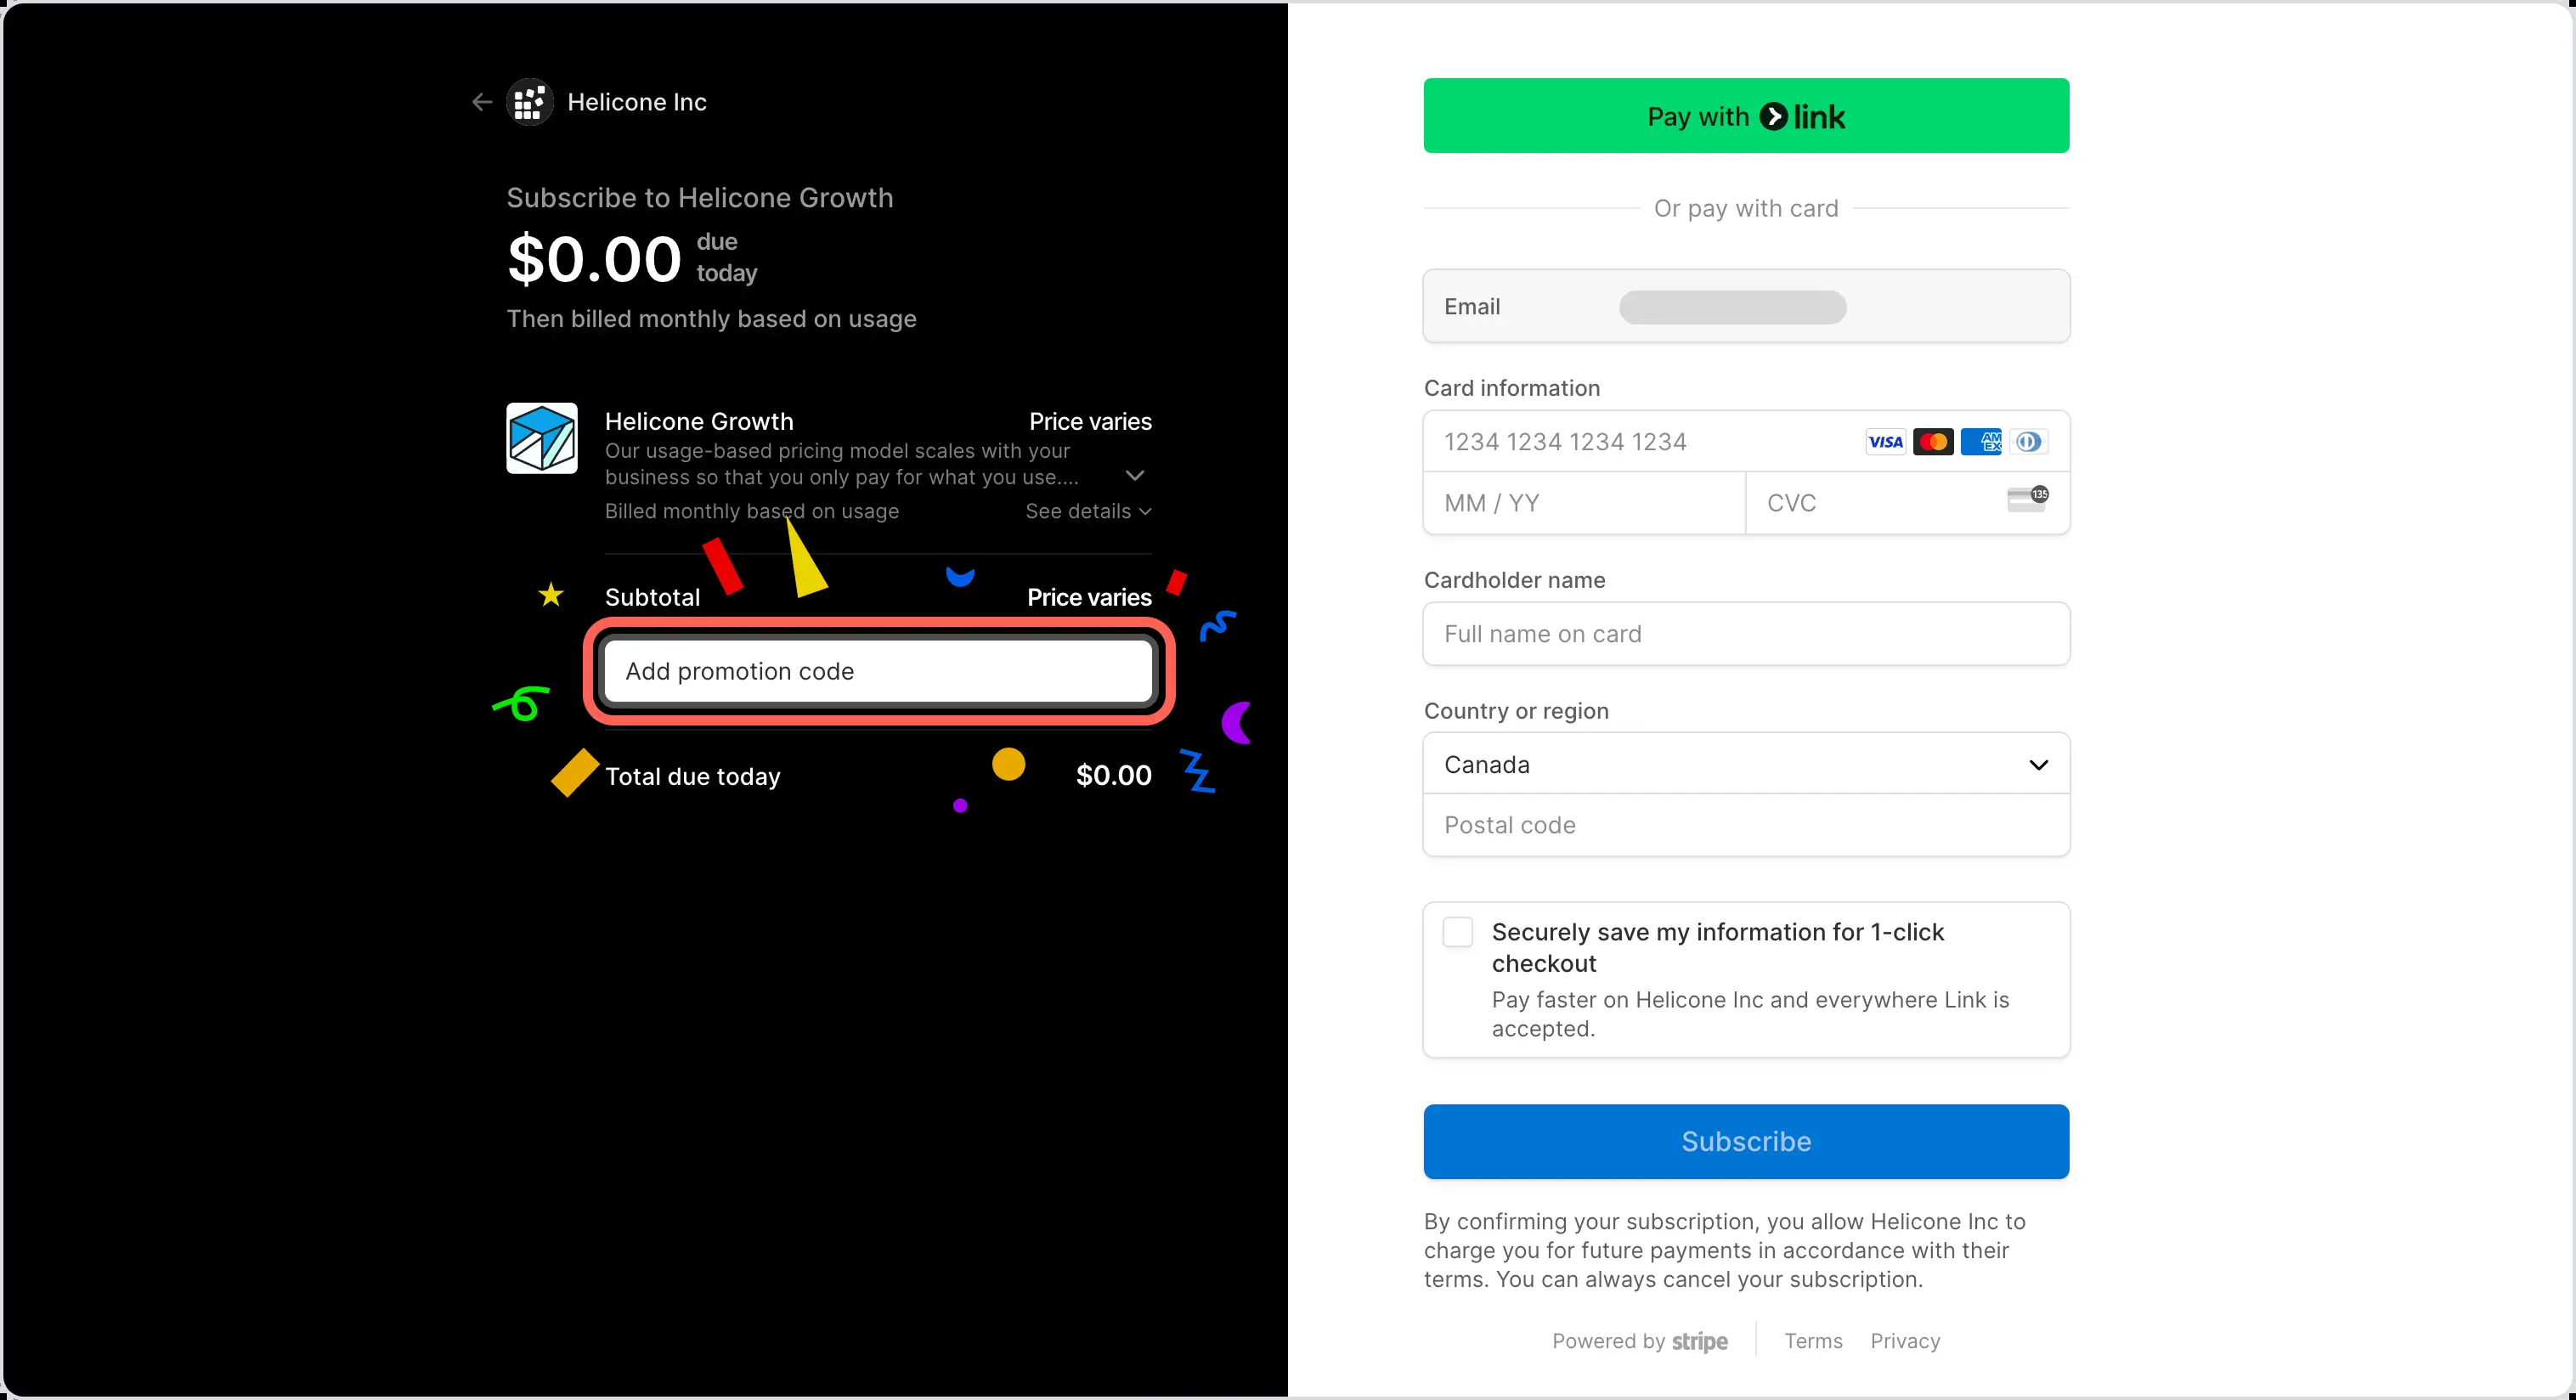 Helicone Inc
Subscribe to Helicone Growth
$0.00 due today
Then billed monthly based on usage
Helicone Growth Price varies
Our usage-based pricing model scales with your
business so that you only pay for what you use....
Billed monthly based on usage See details
Subtotal Price varies
Add promotion code
Total due today $0.00
Pay with link
Or pay with card
Email
Card information
1234 1234 1234 1234 VISA AMEX
MM / YY CVC 135
Cardholder name
Full name on card
Country or region
Canada
Postal code
Securely save my information for 1-click
checkout
Pay faster on Helicone Inc and everywhere Link is
accepted.
Subscribe
By confirming your subscription, you allow Helicone Inc to
charge you for future payments in accordance with their
terms. You can always cancel your subscription.
Powered by stripe Terms Privacy